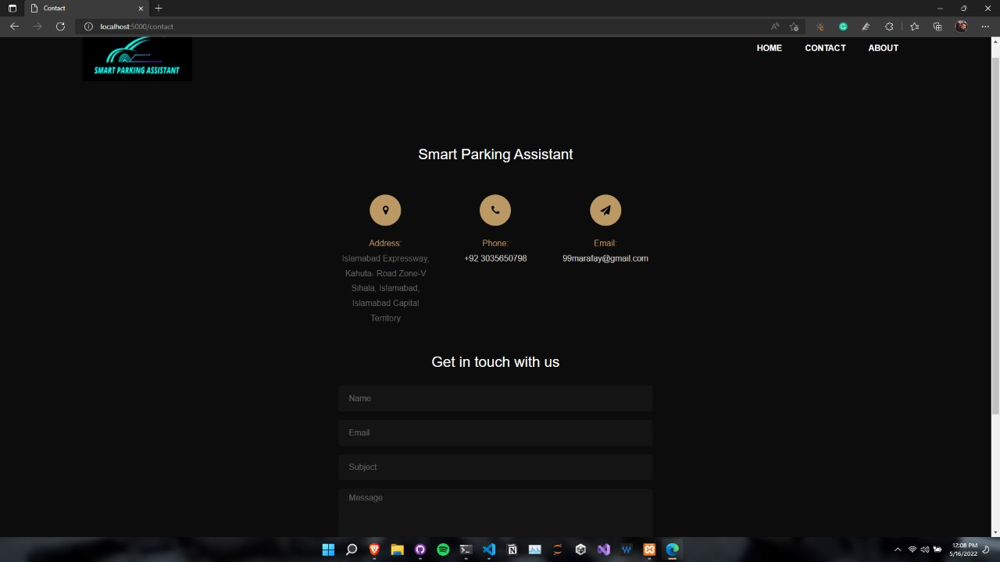 Contact
localhost:5000/contact
SMART PARKING ASSISTANT
HOME CONTACT ABOUT
Smart Parking Assistant
Address: Phone: Email:
Islamabad Expressway, +92 3035650798 99marafay@gmail.com
Kahuta، Road Zone-V
Sihala, Islamabad,
Islamabad Capital
Territory
Get in touch with us
Name
Email
Subject
Message
12:08 PM
5/16/2022